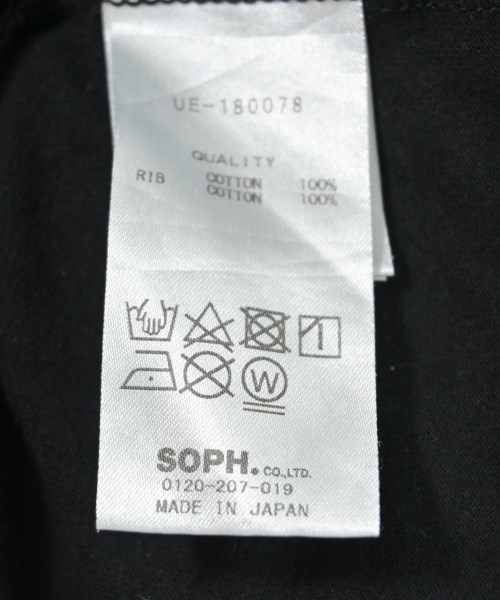 UE-180078
QUALITY
COTTON 100%
RIB COTTON 100%
W
SOPH. CO.,LTD.
0120-207-019
MADE IN JAPAN